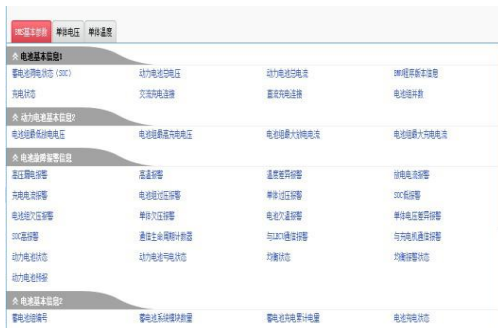 BMS基本参数 单体电压 单体温度
电池基本信息1
蓄电池荷电状态（SOC） 动力电池总电压 动力电池总电流 BMS程序版本信息
充电状态 交流充电连接 直流充电连接 电池组并数
动力电池基本信息2
电池组最低放电电压 电池组最高充电电压 电池组最大放电电流 电池组最大充电电流
电池故障报警信息
高压漏电报警 高温报警 温度差异报警 放电电流报警
充电电流报警 电池组过压报警 单体过压报警 SOC低报警
电池组欠压报警 单体欠压报警 电池欠温报警 单体电压差异报警
SOC高报警 通信生命周期计数器 与LECU通信报警 与充电机通信报警
动力电池状态 动力电池亏电状态 均衡状态 均衡报警状态
动力电池预报
电池基本信息2
蓄电池组编号 蓄电池系统模块数量 蓄电池充电累计电量 电池充电状态